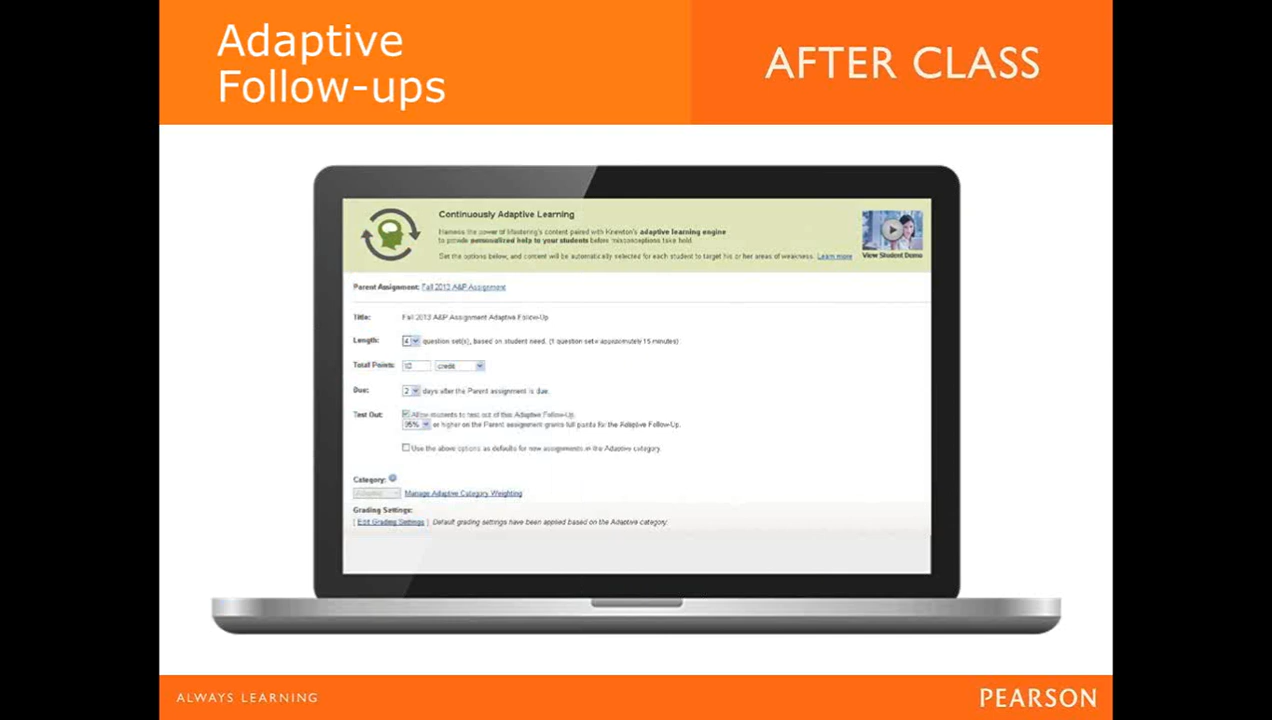 Adaptive
Follow-ups
AFTER CLASS
Continuously Adaptive Learning
Harness the power of Mastering's content paired with Knewton's adaptive learning engine
to provide personalized help to your students before misconceptions take hold.
Set the options below, and content will be automatically selected for each student to target his or her areas of weakness. Learn more
View Student Demo
Parent Assignment: Fall 2013 A&P Assignment
Title: Fall 2013 A&P Assignment Adaptive Follow-Up
Length: 4 question set(s), based on student need. (1 question set ≈ approximately 15 minutes)
Total Points: 10 credit
Due: 2 days after the Parent assignment is due.
Test Out: Allow students to test out of this Adaptive Follow-Up.
95% or higher on the Parent assignment grants full points for the Adaptive Follow-Up.
Use the above options as defaults for new assignments in the Adaptive category.
Category:
Adaptive Manage Adaptive Category Weighting
Grading Settings:
[ Edit Grading Settings ] Default grading settings have been applied based on the Adaptive category.
ALWAYS LEARNING
PEARSON